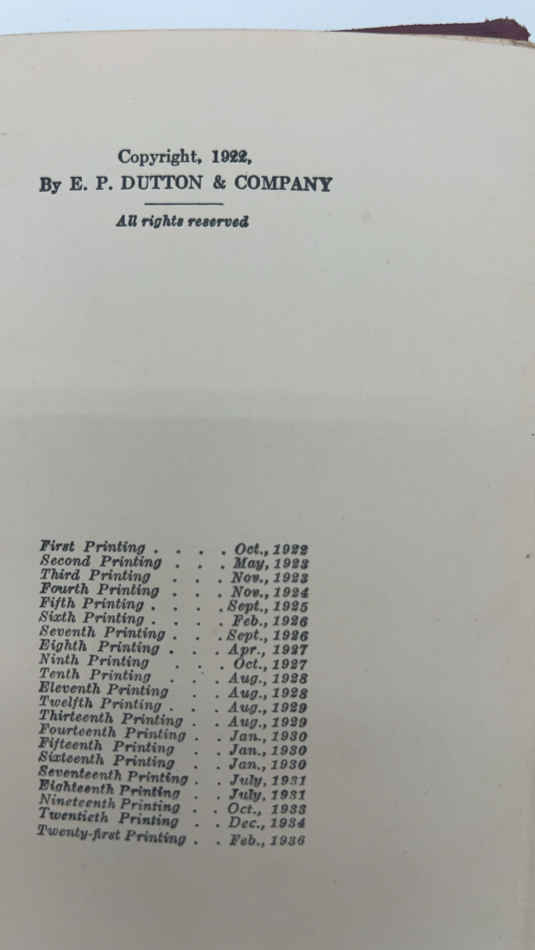 Copyright, 1922,
By E. P. DUTTON & COMPANY
All rights reserved
First Printing . . . . Oct., 1922
Second Printing . . . May, 1923
Third Printing . . . Nov., 1923
Fourth Printing . . . Nov., 1924
Fifth Printing . . . . Sept., 1925
Sixth Printing . . . . Feb., 1926
Seventh Printing . . . Sept., 1926
Eighth Printing . . . Apr., 1927
Ninth Printing . . . Oct., 1927
Tenth Printing . . . Aug., 1928
Eleventh Printing . . Aug., 1928
Twelfth Printing . . . Aug., 1929
Thirteenth Printing . . Aug., 1929
Fourteenth Printing . . Jan., 1930
Fifteenth Printing . . Jan., 1930
Sixteenth Printing . . Jan., 1930
Seventeenth Printing . . July, 1931
Eighteenth Printing . . July, 1931
Nineteenth Printing . . Oct., 1933
Twentieth Printing . . Dec., 1934
Twenty-first Printing . . Feb., 1936